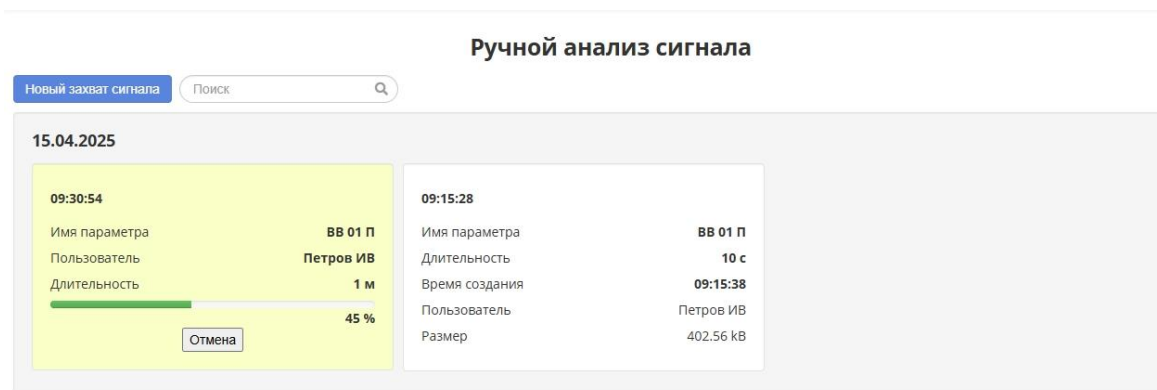 Ручной анализ сигнала
Новый захват сигнала
Поиск
15.04.2025
09:30:54
Имя параметра ВВ 01 П
Пользователь Петров ИВ
Длительность 1 м
45 %
Отмена
09:15:28
Имя параметра ВВ 01 П
Длительность 10 с
Время создания 09:15:38
Пользователь Петров ИВ
Размер 402.56 kB